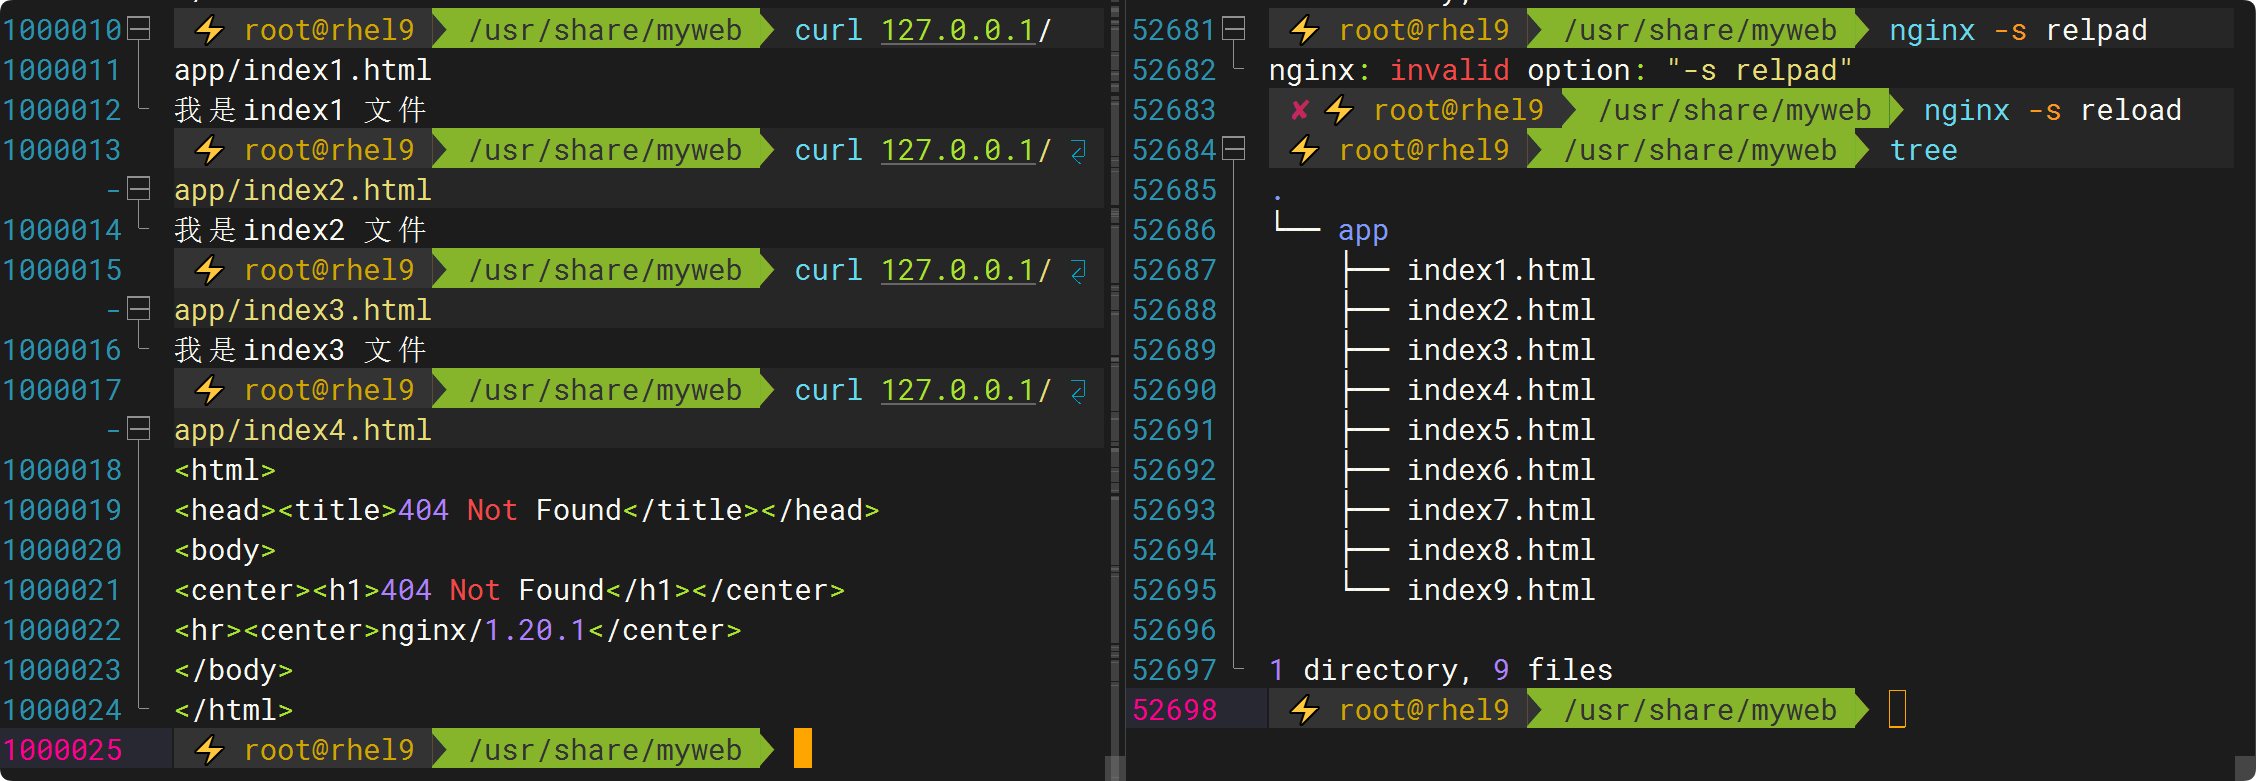 1000010 root@rhel9 /usr/share/myweb curl 127.0.0.1/
1000011 app/index1.html
1000012 我是index1 文件
1000013 root@rhel9 /usr/share/myweb curl 127.0.0.1/
- app/index2.html
1000014 我是index2 文件
1000015 root@rhel9 /usr/share/myweb curl 127.0.0.1/
- app/index3.html
1000016 我是index3 文件
1000017 root@rhel9 /usr/share/myweb curl 127.0.0.1/
- app/index4.html
1000018 <html>
1000019 <head><title>404 Not Found</title></head>
1000020 <body>
1000021 <center><h1>404 Not Found</h1></center>
1000022 <hr><center>nginx/1.20.1</center>
1000023 </body>
1000024 </html>
1000025 root@rhel9 /usr/share/myweb
52681 root@rhel9 /usr/share/myweb nginx -s relpad
52682 nginx: invalid option: "-s relpad"
52683 ✘ root@rhel9 /usr/share/myweb nginx -s reload
52684 root@rhel9 /usr/share/myweb tree
52685 .
52686 └── app
52687 ├── index1.html
52688 ├── index2.html
52689 ├── index3.html
52690 ├── index4.html
52691 ├── index5.html
52692 ├── index6.html
52693 ├── index7.html
52694 ├── index8.html
52695 └── index9.html
52696
52697 1 directory, 9 files
52698 root@rhel9 /usr/share/myweb